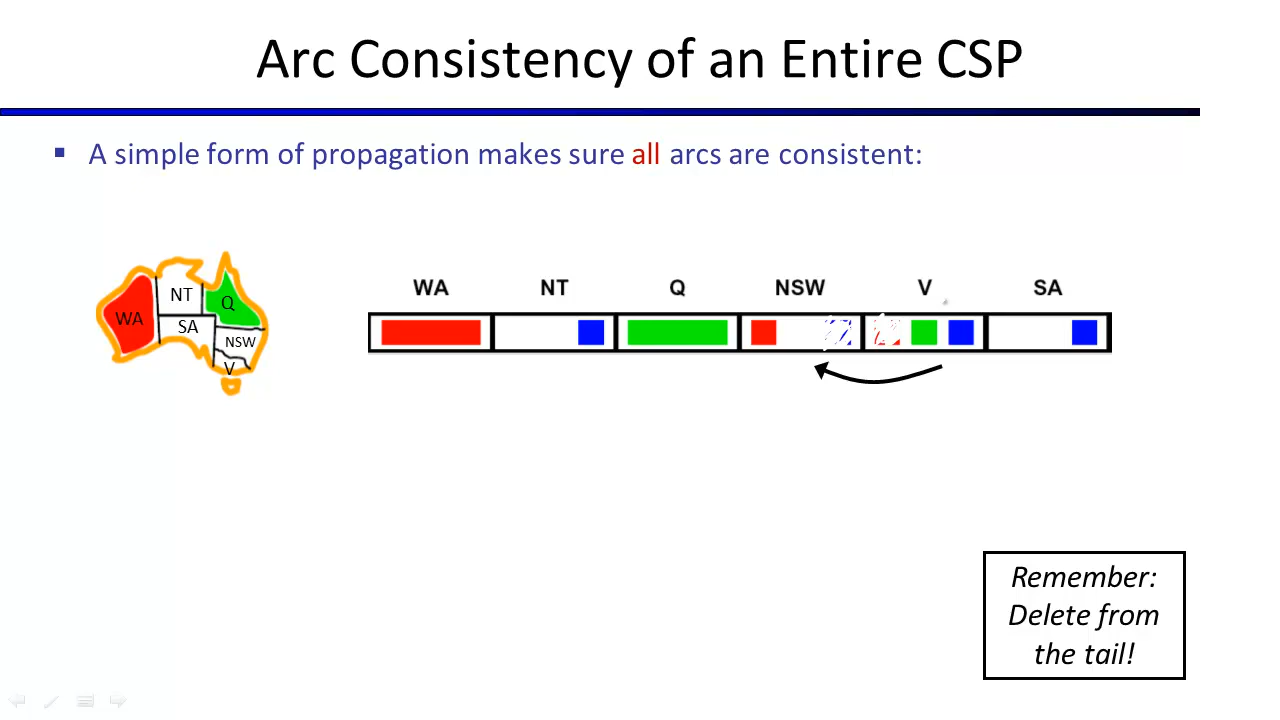 Arc Consistency of an Entire CSP
A simple form of propagation makes sure all arcs are consistent:
WA NT Q NSW V SA
NT
Q
WA
SA
NSW
V
Remember:
Delete from
the tail!